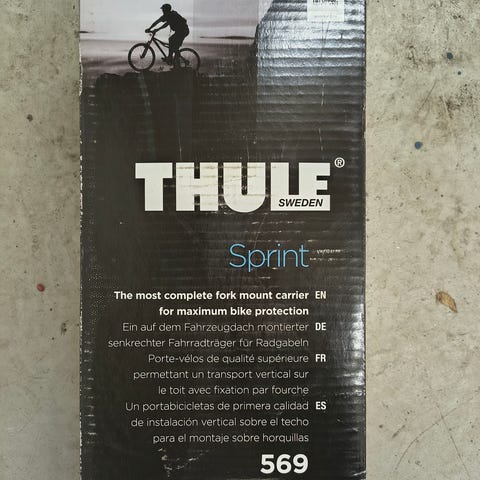 THULE®
SWEDEN
Sprint
The most complete fork mount carrier EN
for maximum bike protection
Ein auf dem Fahrzeugdach montierter DE
senkrechter Fahrradträger für Radgabeln
Porte-vélos de qualité supérieure FR
permettant un transport vertical sur
le toit avec fixation par fourche
Un portabicicletas de primera calidad ES
de instalación vertical sobre el techo
para el montaje sobre horquillas
569